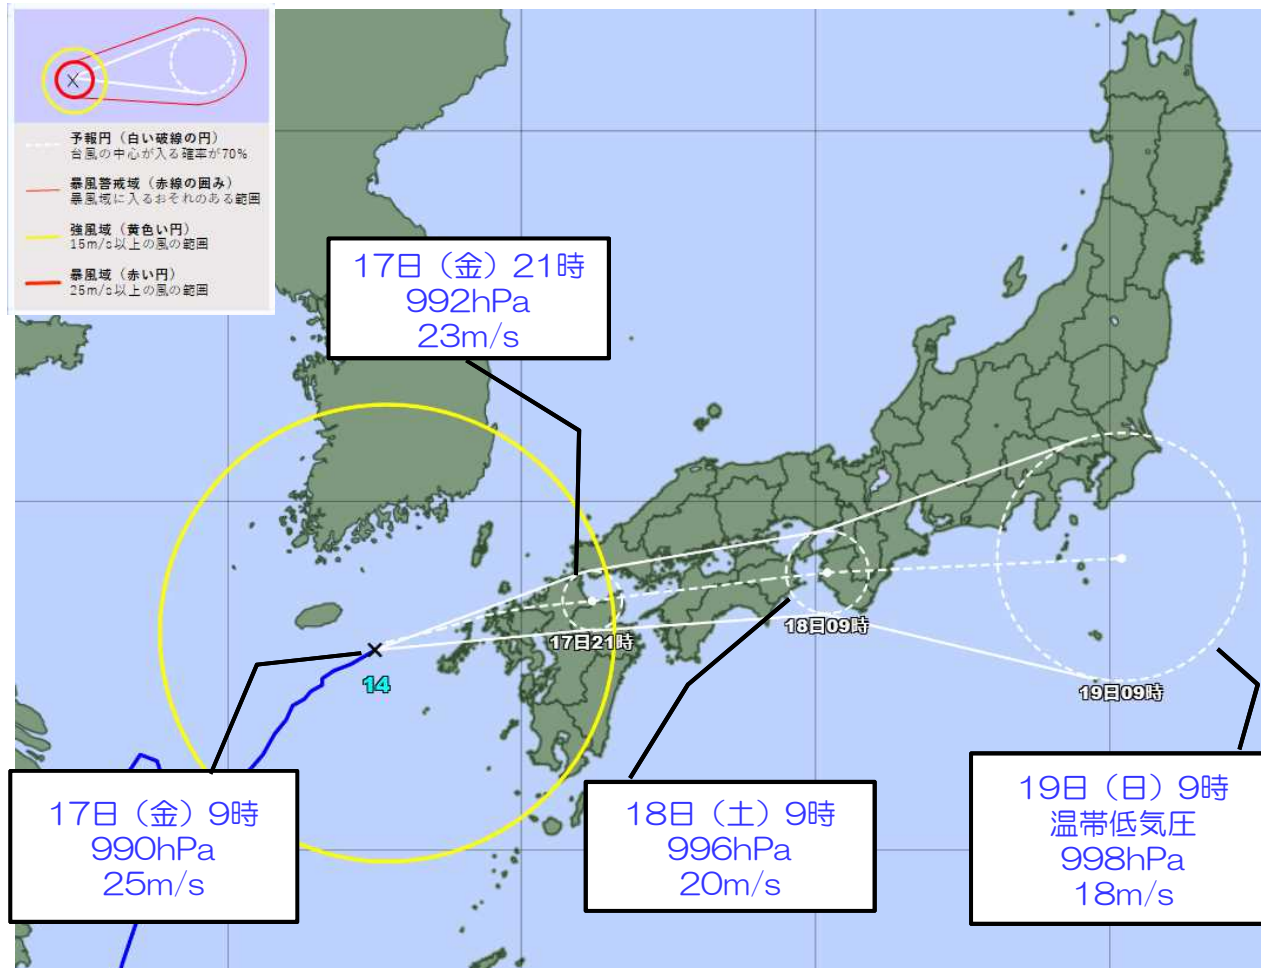 予報円（白い破線の円）
台風の中心が入る確率が70%
暴風警戒域（赤線の囲み）
暴風域に入るおそれのある範囲
強風域（黄色い円）
15m/s以上の風の範囲
暴風域（赤い円）
25m/s以上の風の範囲
17日（金）21時
992hPa
23m/s
17日21時
18日09時
14
19日09時
17日（金）9時
990hPa
25m/s
18日（土）9時
996hPa
20m/s
19日（日）9時
温帯低気圧
998hPa
18m/s